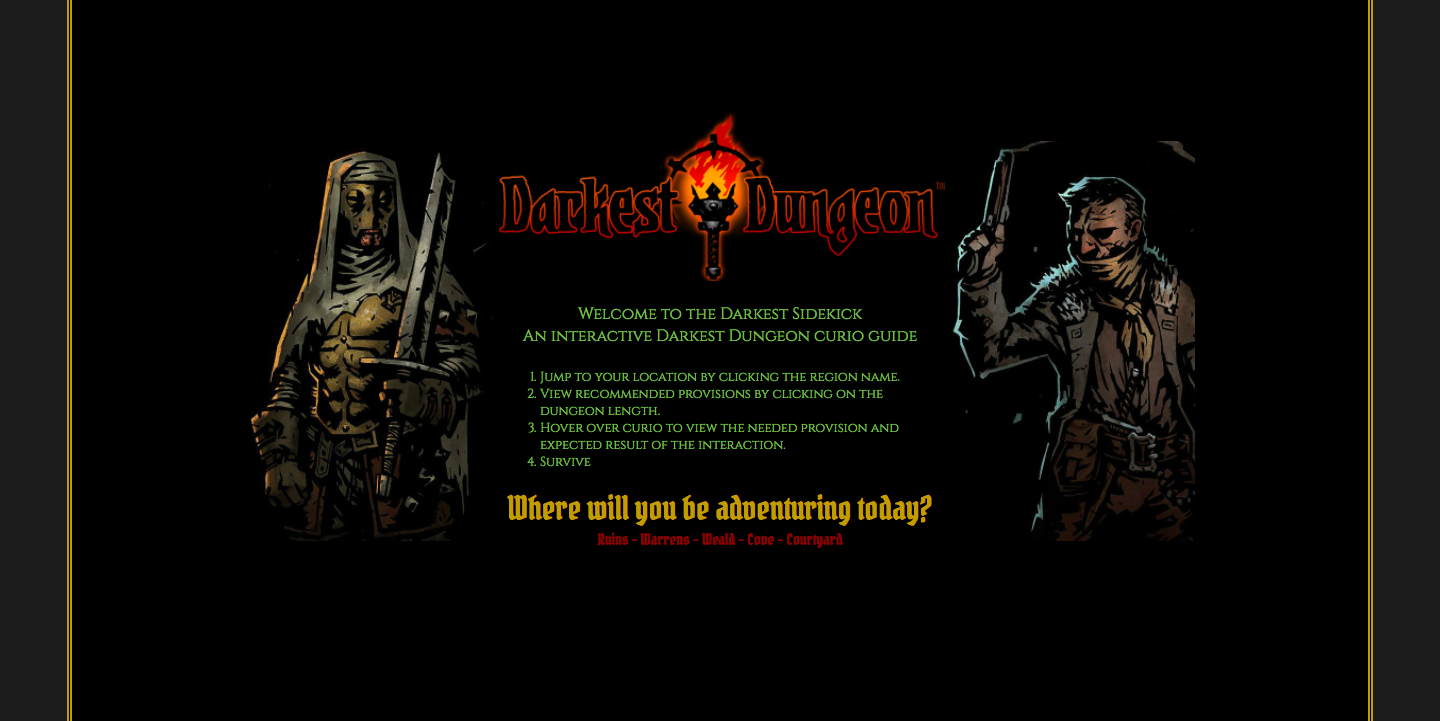 Darkest Dungeon™
Welcome to the Darkest Sidekick
An interactive Darkest Dungeon curio guide
1. Jump to your location by clicking the region name.
2. View recommended provisions by clicking on the
dungeon length.
3. Hover over curio to view the needed provision and
expected result of the interaction.
4. Survive
Where will you be adventuring today?
Ruins - Warrens - Weald - Cove - Courtyard